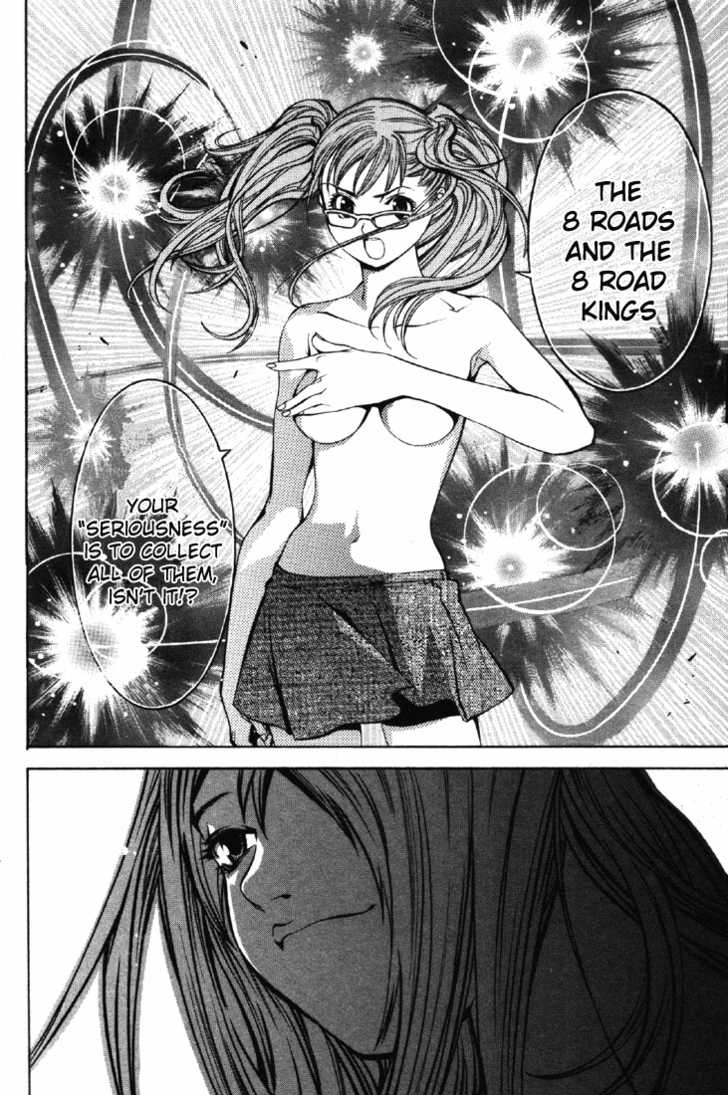 THE
8 ROADS
AND THE
8 ROAD
KINGS
YOUR
"SERIOUSNESS"
IS TO COLLECT
ALL OF THEM,
ISN'T IT!?